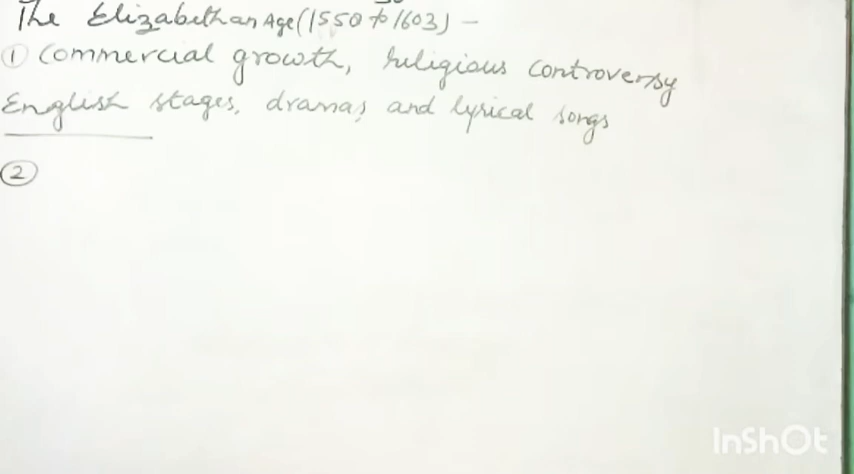 The Elizabethan Age (1550 to 1603) -
① Commercial growth, religious controversy
English stages, dramas and lyrical songs
②
InShOt